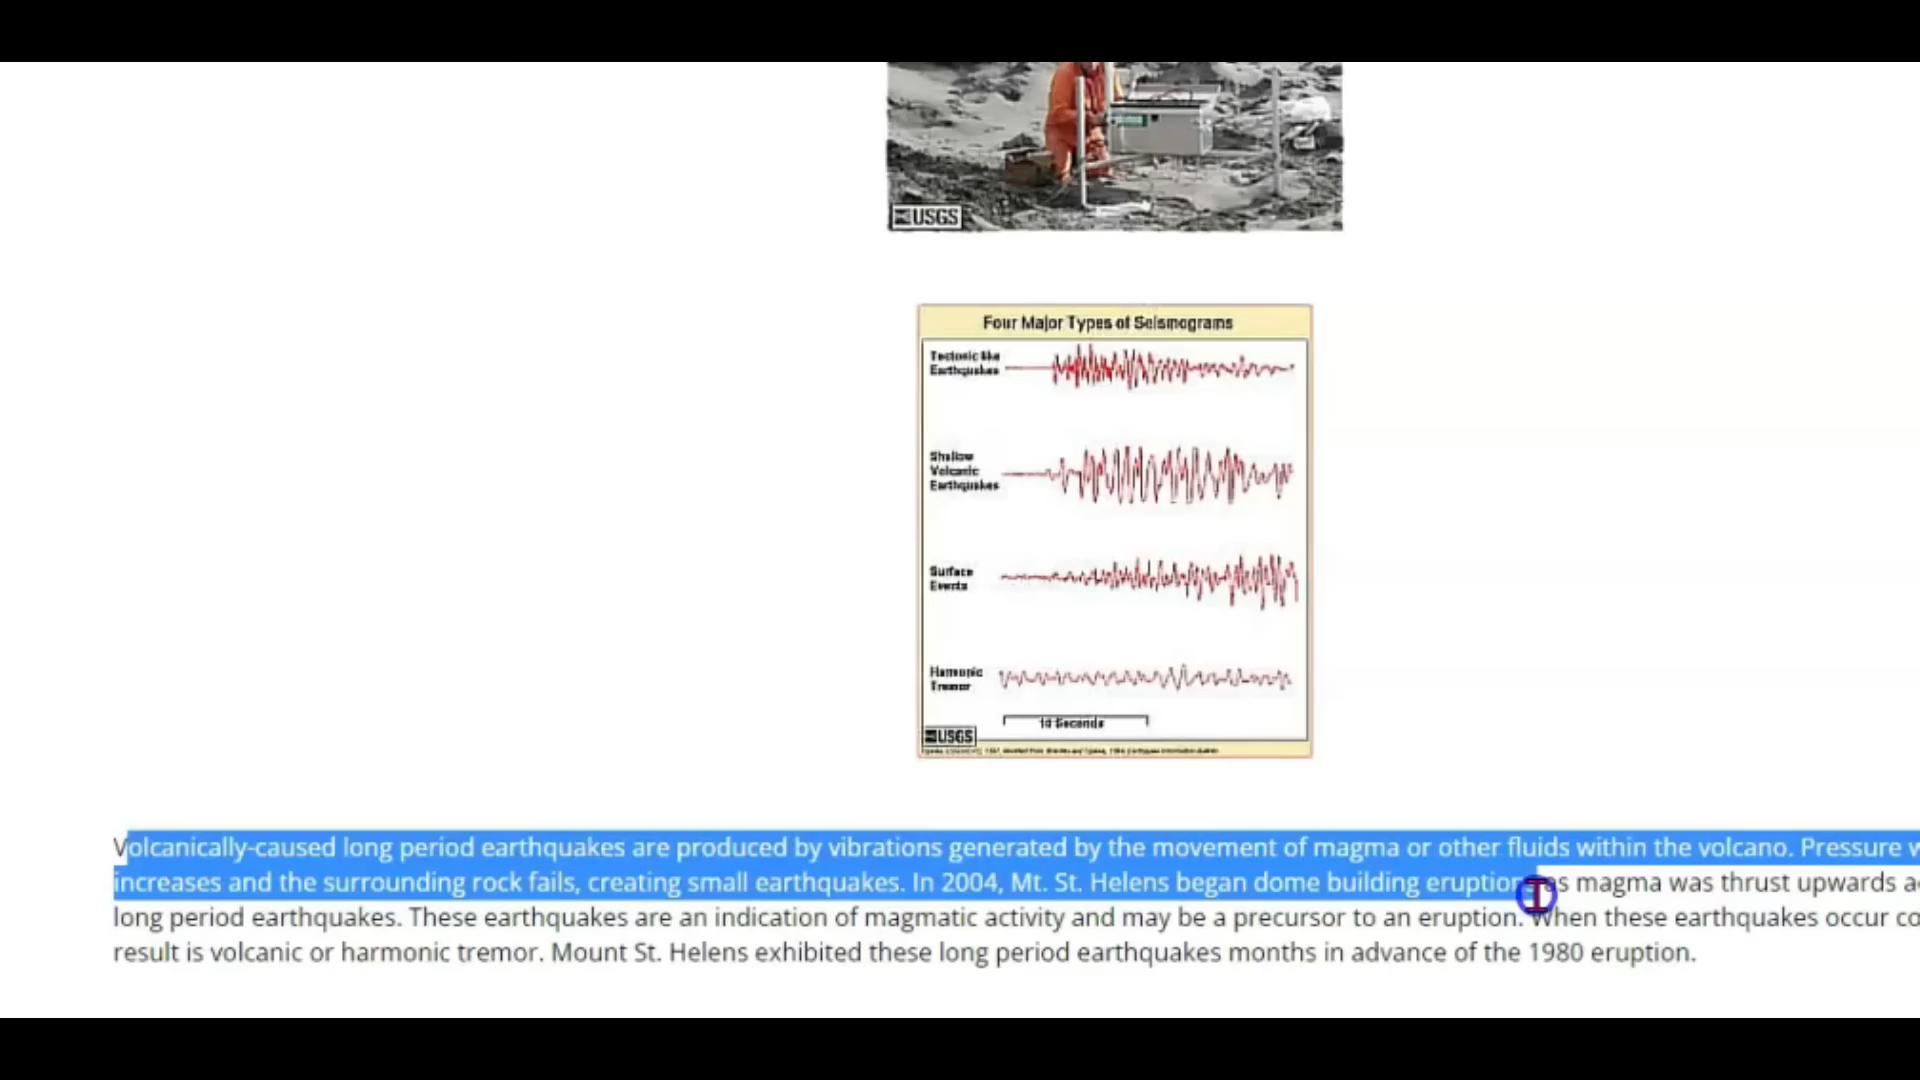 USGS
Four Major Types of Seismograms
Tectonic like
Earthquakes
Shallow
Volcanic
Earthquakes
Surface
Events
Harmonic
Tremor
10 Seconds
USGS
Volcanically-caused long period earthquakes are produced by vibrations generated by the movement of magma or other fluids within the volcano. Pressure
increases and the surrounding rock fails, creating small earthquakes. In 2004, Mt. St. Helens began dome building eruption as magma was thrust upwards
long period earthquakes. These earthquakes are an indication of magmatic activity and may be a precursor to an eruption. When these earthquakes occur
result is volcanic or harmonic tremor. Mount St. Helens exhibited these long period earthquakes months in advance of the 1980 eruption.